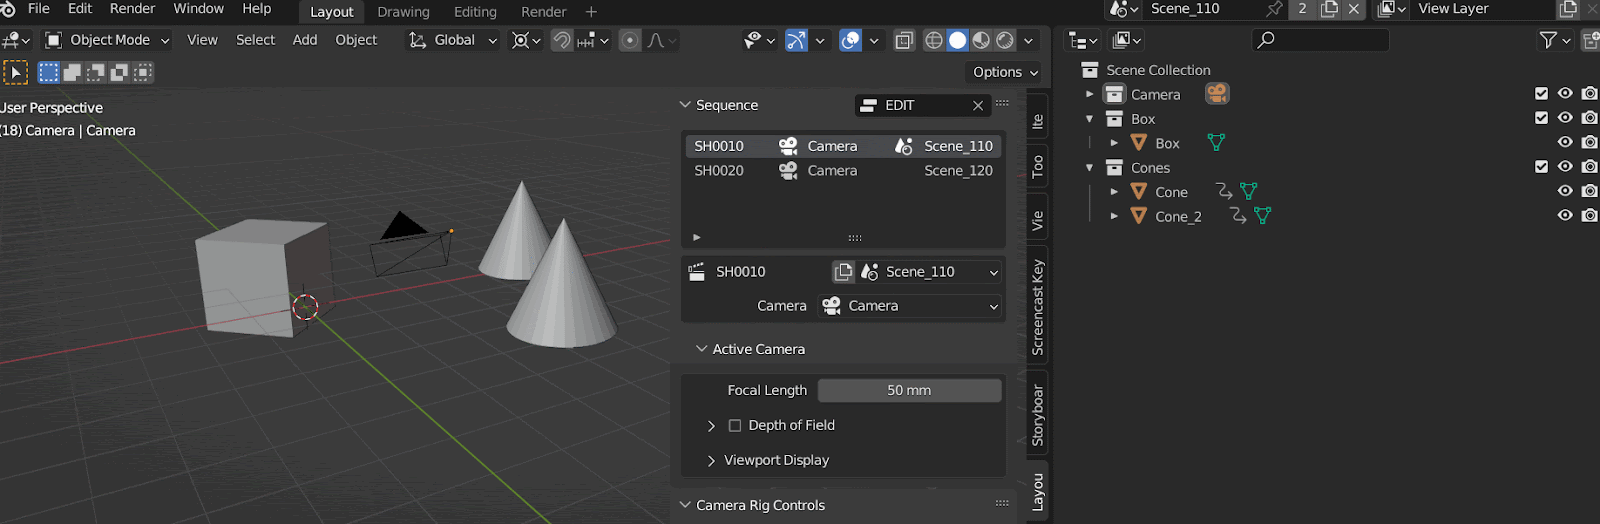 File Edit Render Window Help Layout Drawing Editing Render + Scene_110 2 View Layer
Object Mode View Select Add Object Global
Options
User Perspective
(18) Camera | Camera
Sequence EDIT
SH0010 Camera Scene_110
SH0020 Camera Scene_120
SH0010 Scene_110
Camera Camera
Active Camera
Focal Length 50 mm
Depth of Field
Viewport Display
Camera Rig Controls
Ite
Too
Vie
Screencast Key
Storyboar
Layou
Scene Collection
Camera
Box
Box
Cones
Cone
Cone_2